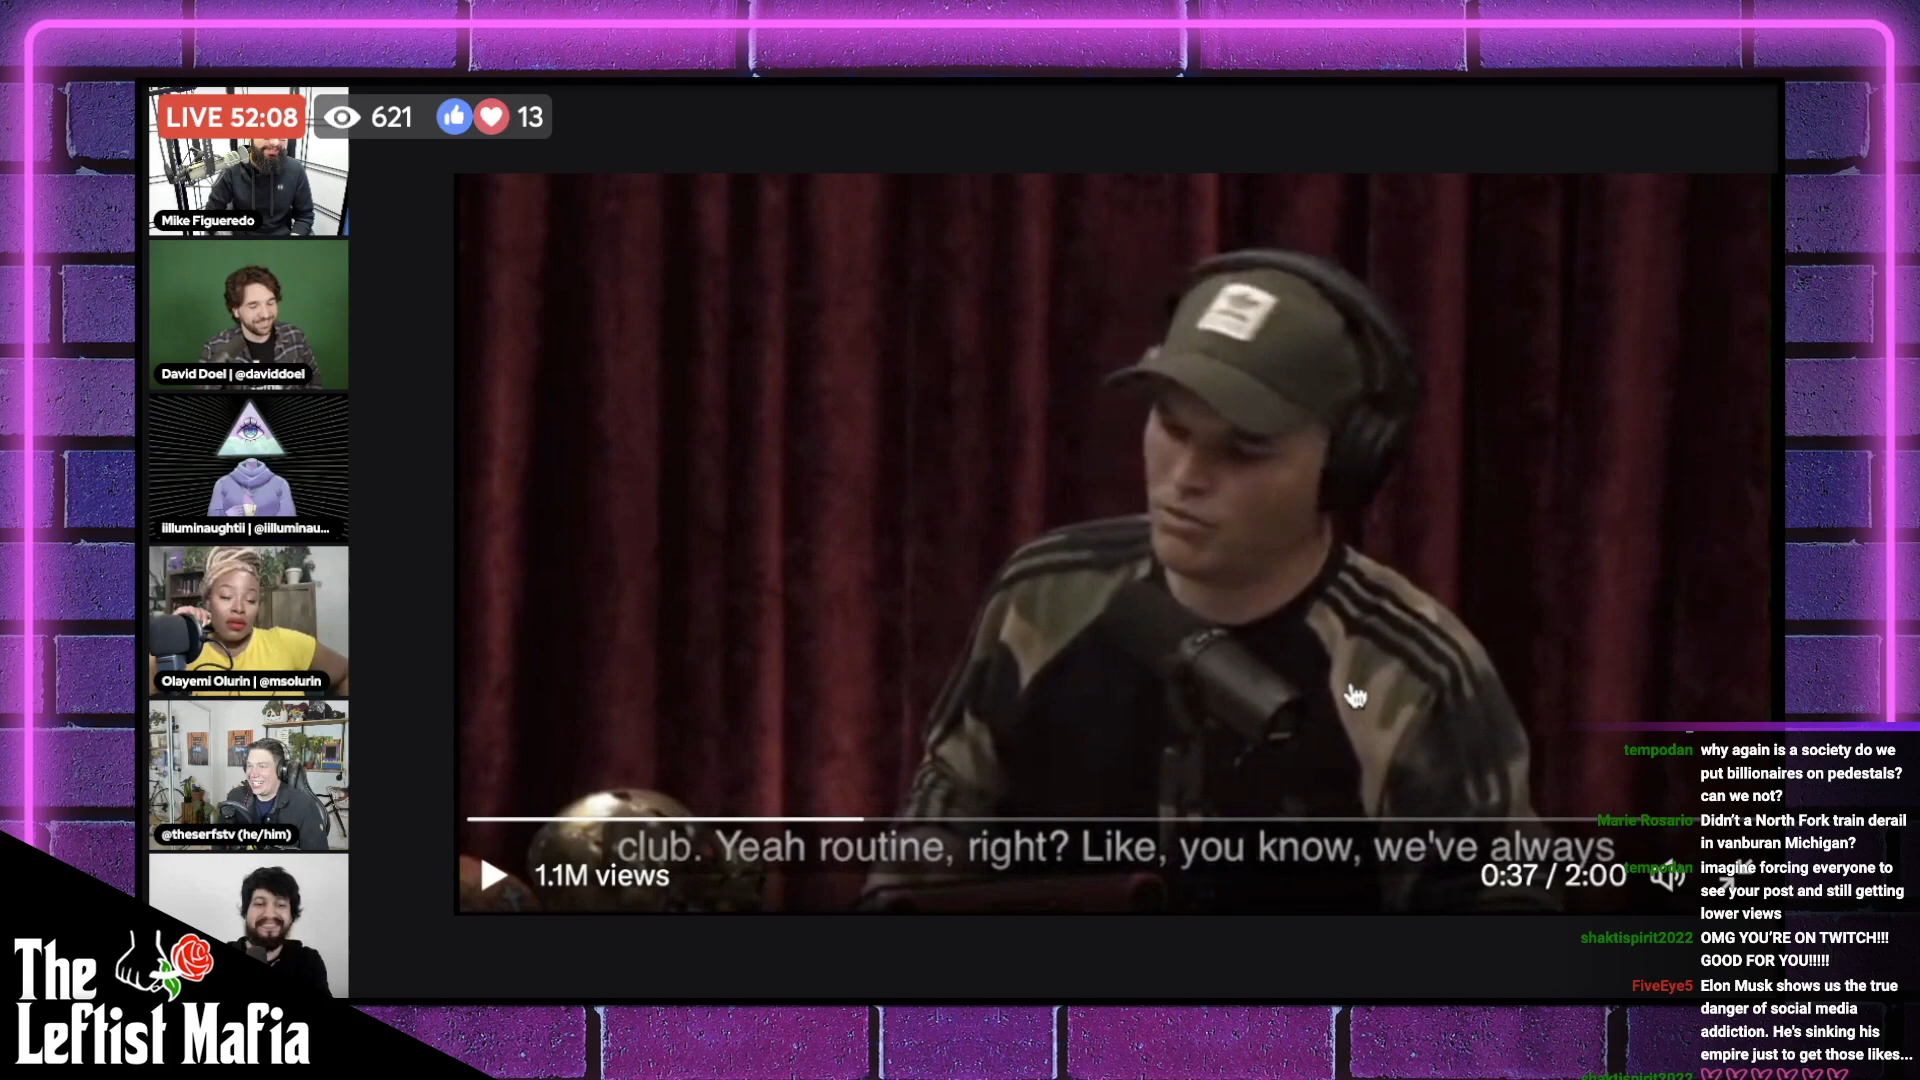 LIVE 52:08
621
13
Mike Figueredo
David Doel | @daviddoel
iilluminaughtii | @iilluminau...
Olayemi Olurin | @msolurin
@theserfstv (he/him)
The
Leftist Mafia
club. Yeah routine, right? Like, you know, we've always
1.1M views
0:37 / 2:00
tempodan why again is a society do we
put billionaires on pedestals?
can we not?
Marie Rosario Didn't a North Fork train derail
in vanburan Michigan?
tempodan imagine forcing everyone to
see your post and still getting
lower views
shaktispirit2022 OMG YOU'RE ON TWITCH!!!
GOOD FOR YOU!!!!!
FiveEye5 Elon Musk shows us the true
danger of social media
addiction. He's sinking his
empire just to get those likes...
shaktispirit2022